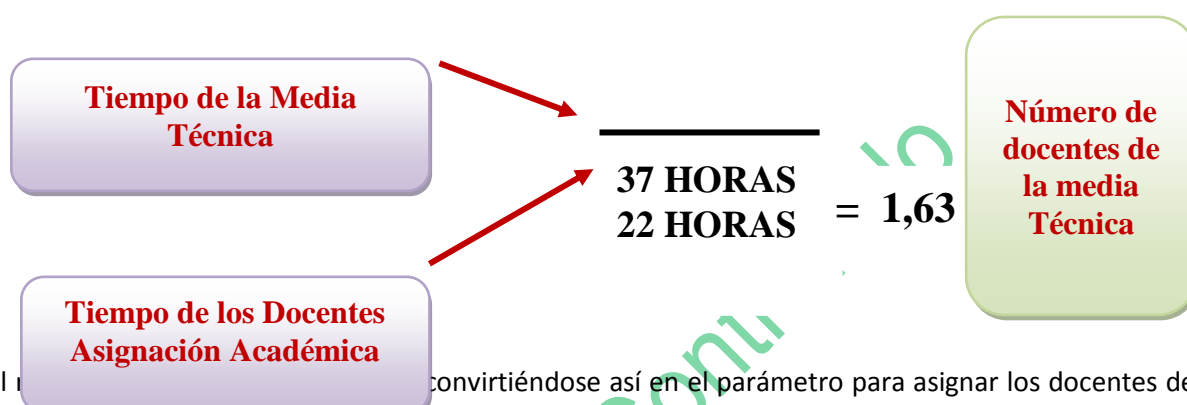 Tiempo de la Media
Técnica
37 HORAS
22 HORAS
= 1,63
Número de
docentes de
la media
Técnica
Tiempo de los Docentes
Asignación Académica
convirtiéndose así en el parámetro para asignar los docentes de